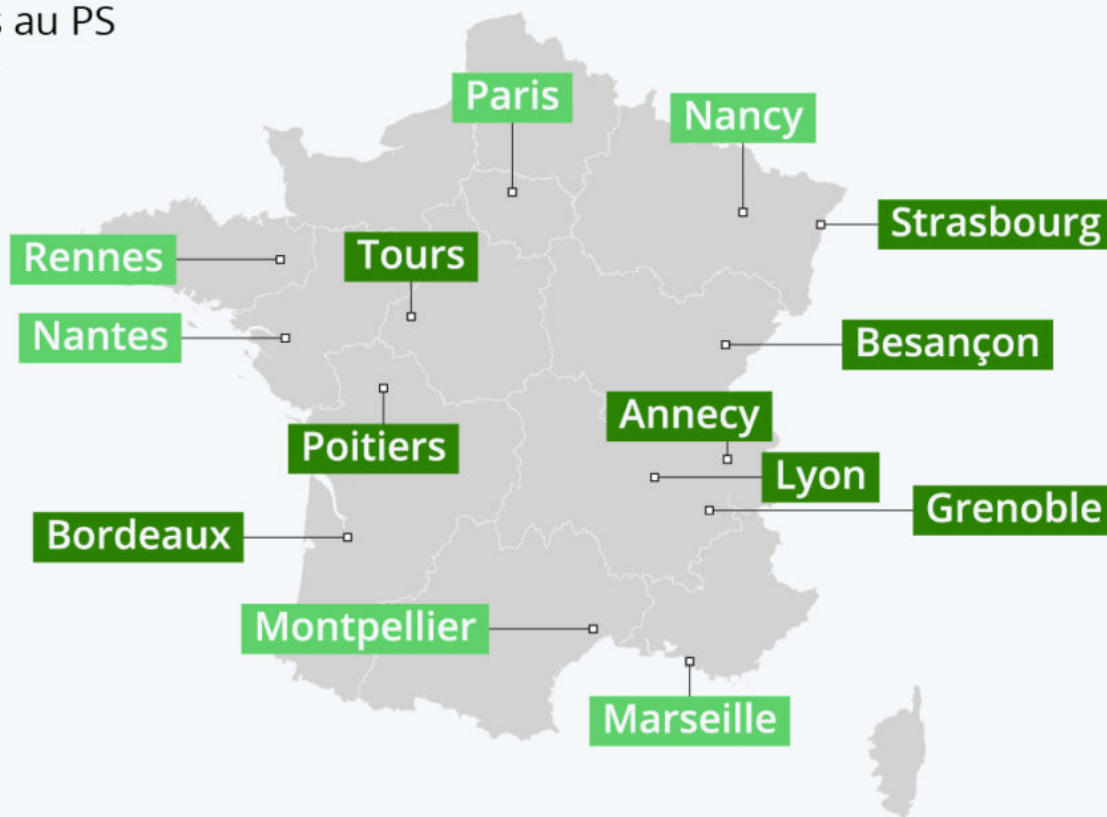 au PS
Paris
Nancy
Strasbourg
Rennes
Tours
Nantes
Besançon
Annecy
Poitiers
Lyon
Grenoble
Bordeaux
Montpellier
Marseille